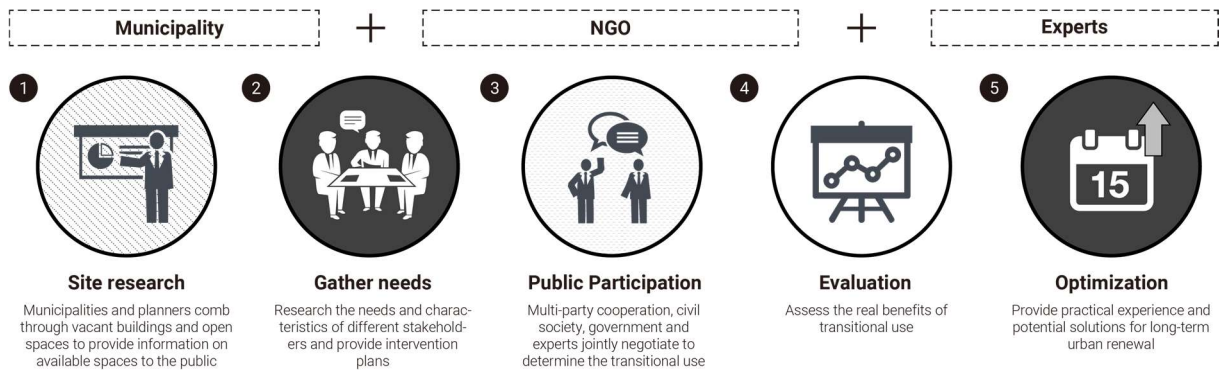 Municipality + NGO + Experts
1
2
3
4
5
15
Site research
Municipalities and planners comb
through vacant buildings and open
spaces to provide information on
available spaces to the public
Gather needs
Research the needs and charac-
teristics of different stakehold-
ers and provide intervention
plans
Public Participation
Multi-party cooperation, civil
society, government and
experts jointly negotiate to
determine the transitional use
Evaluation
Assess the real benefits of
transitional use
Optimization
Provide practical experience and
potential solutions for long-term
urban renewal